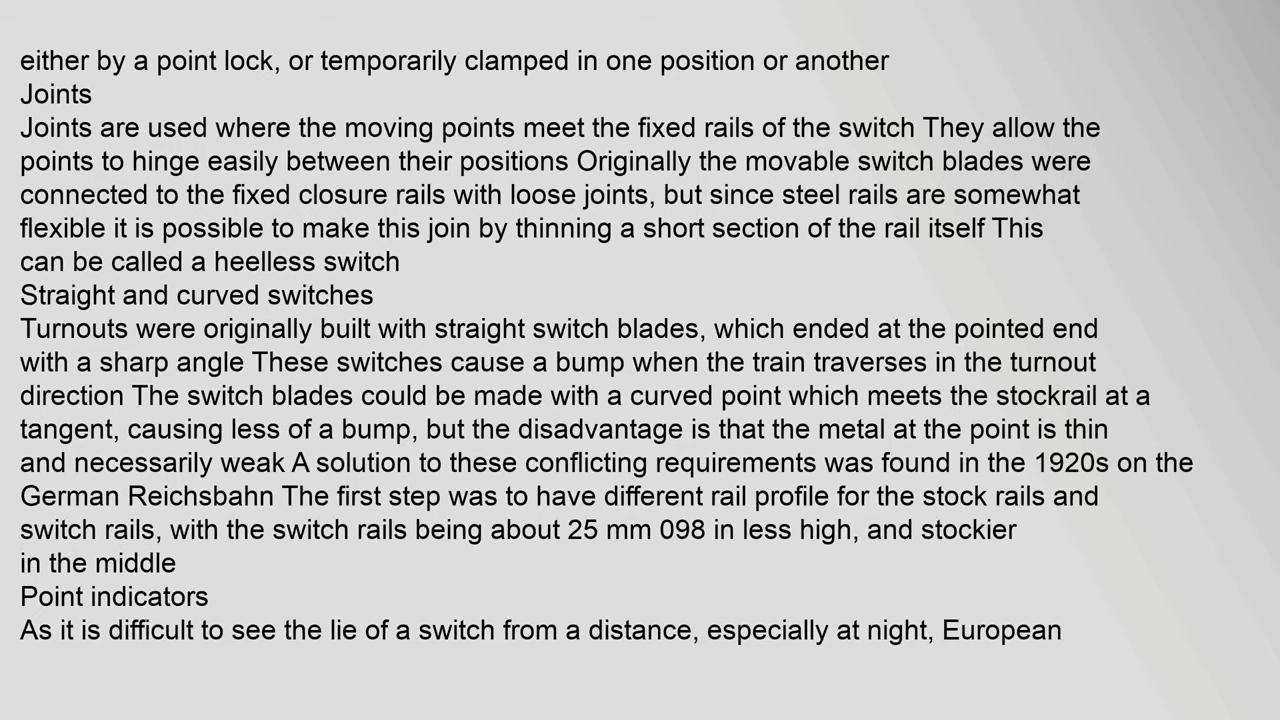 either by a point lock, or temporarily clamped in one position or another
Joints
Joints are used where the moving points meet the fixed rails of the switch They allow the
points to hinge easily between their positions Originally the movable switch blades were
connected to the fixed closure rails with loose joints, but since steel rails are somewhat
flexible it is possible to make this join by thinning a short section of the rail itself This
can be called a heelless switch
Straight and curved switches
Turnouts were originally built with straight switch blades, which ended at the pointed end
with a sharp angle These switches cause a bump when the train traverses in the turnout
direction The switch blades could be made with a curved point which meets the stockrail at a
tangent, causing less of a bump, but the disadvantage is that the metal at the point is thin
and necessarily weak A solution to these conflicting requirements was found in the 1920s on the
German Reichsbahn The first step was to have different rail profile for the stock rails and
switch rails, with the switch rails being about 25 mm 098 in less high, and stockier
in the middle
Point indicators
As it is difficult to see the lie of a switch from a distance, especially at night, European